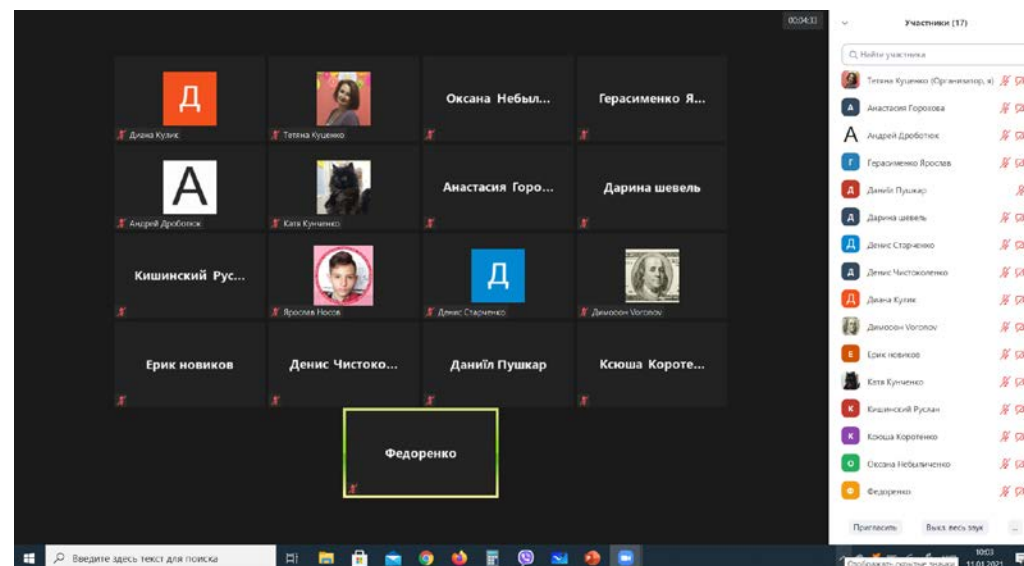 00:04:33
Д
Диана Кулик
Тетяна Куценко
Оксана Небыл...
Герасименко Я...
А
Андрей Дроботюк
Катя Кунченко
Анастасия Горо...
Дарина шевель
Кишинский Рус...
Ярослав Носов
Д
Денис Старченко
Димооон Voronov
Ерик новиков
Денис Чистоко...
Даниїл Пушкар
Ксюша Короте...
Федоренко
Участники (17)
Найти участника
Тетяна Куценко (Организатор, я)
А Анастасия Горохова
А Андрей Дроботюк
Г Герасименко Ярослав
Д Даниїл Пушкар
Д Дарина шевель
Д Денис Старченко
Д Денис Чистоколенко
Д Диана Кулик
Димооон Voronov
Е Ерик новиков
Катя Кунченко
К Кишинский Руслан
К Ксюша Коротенко
О Оксана Небыличенко
Ф Федоренко
Пригласить Выкл. весь звук ...
Введите здесь текст для поиска
10:03
Отображать скрытые значки 11.01.2021